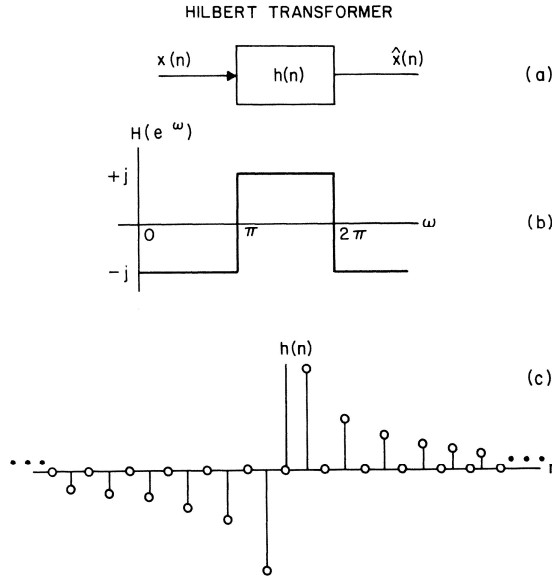 HILBERT TRANSFORMER
x(n) h(n) x̂(n) (a)
H(e^ω)
+j
0 π 2π ω (b)
-j
h(n)
(c)
n